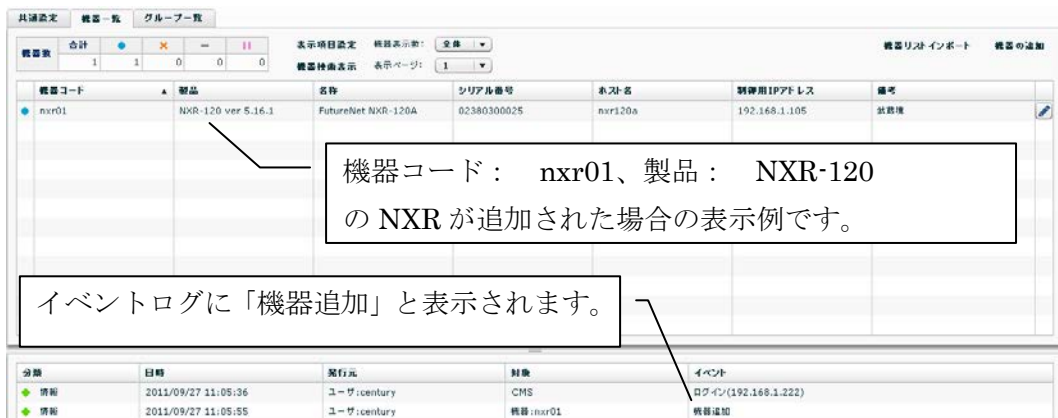 共通設定 機器一覧 グループ一覧
機器数 合計 ● × － II
1 1 0 0 0
表示項目設定 機器表示数: 全体 ▼
機器検索表示 表示ページ: 1 ▼
機器リストインポート 機器の追加
機器コード ▲ 製品 名称 シリアル番号 ホスト名 制御用IPアドレス 備考
nxr01 NXR-120 ver 5.16.1 FutureNet NXR-120A 02380300025 nxr120a 192.168.1.105
機器コード： nxr01、製品： NXR-120
の NXR が追加された場合の表示例です。
イベントログに「機器追加」と表示されます。
分類 日時 発行元 対象 イベント
情報 2011/09/27 11:05:36 ユーザ:century CMS ログイン(192.168.1.222)
情報 2011/09/27 11:05:55 ユーザ:century 機器:nxr01 機器追加